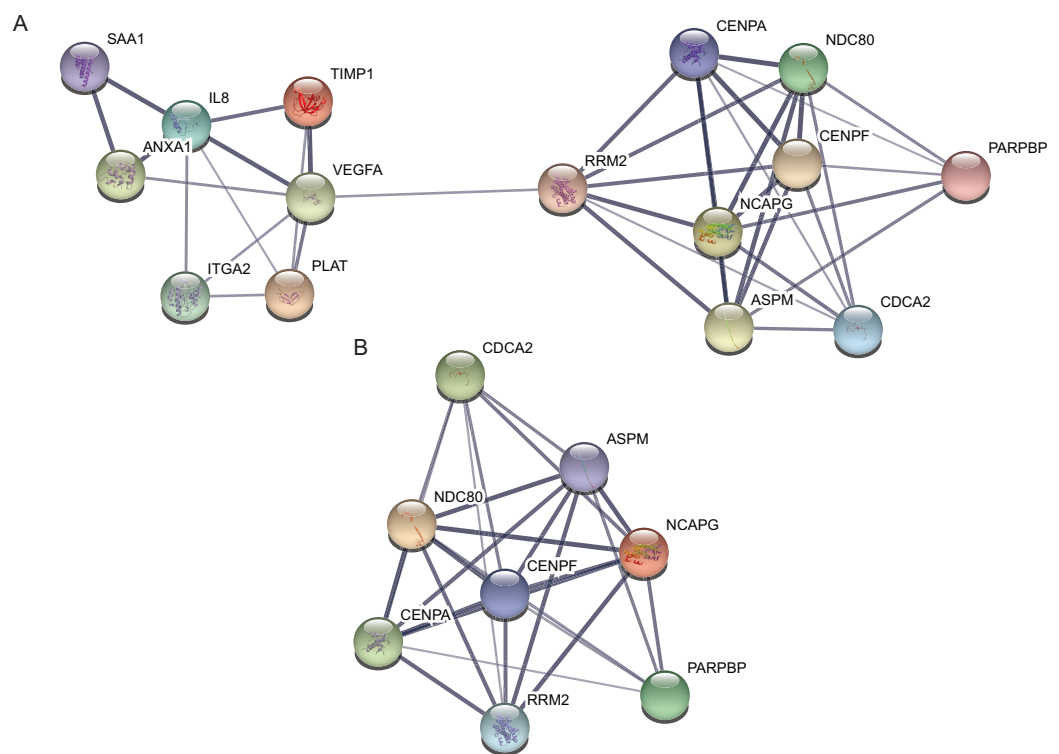 A
SAA1
IL8
TIMP1
ANXA1
VEGFA
ITGA2
PLAT
CENPA
NDC80
CENPF
PARPBP
RRM2
NCAPG
ASPM
CDCA2
B
CDCA2
ASPM
NDC80
NCAPG
CENPF
CENPA
PARPBP
RRM2